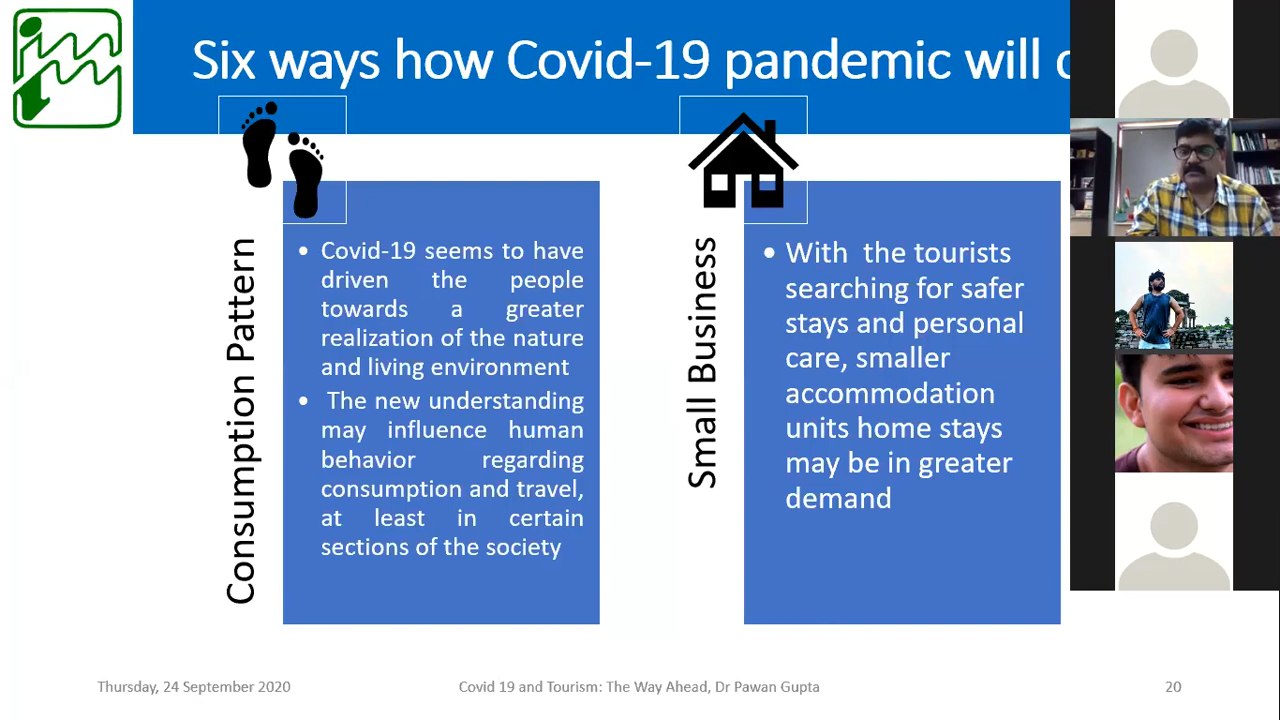 Six ways how Covid-19 pandemic will
Consumption Pattern
• Covid-19 seems to have
driven the people
towards a greater
realization of the nature
and living environment
• The new understanding
may influence human
behavior regarding
consumption and travel,
at least in certain
sections of the society
Small Business
• With the tourists
searching for safer
stays and personal
care, smaller
accommodation
units home stays
may be in greater
demand
Thursday, 24 September 2020
Covid 19 and Tourism: The Way Ahead, Dr Pawan Gupta
20